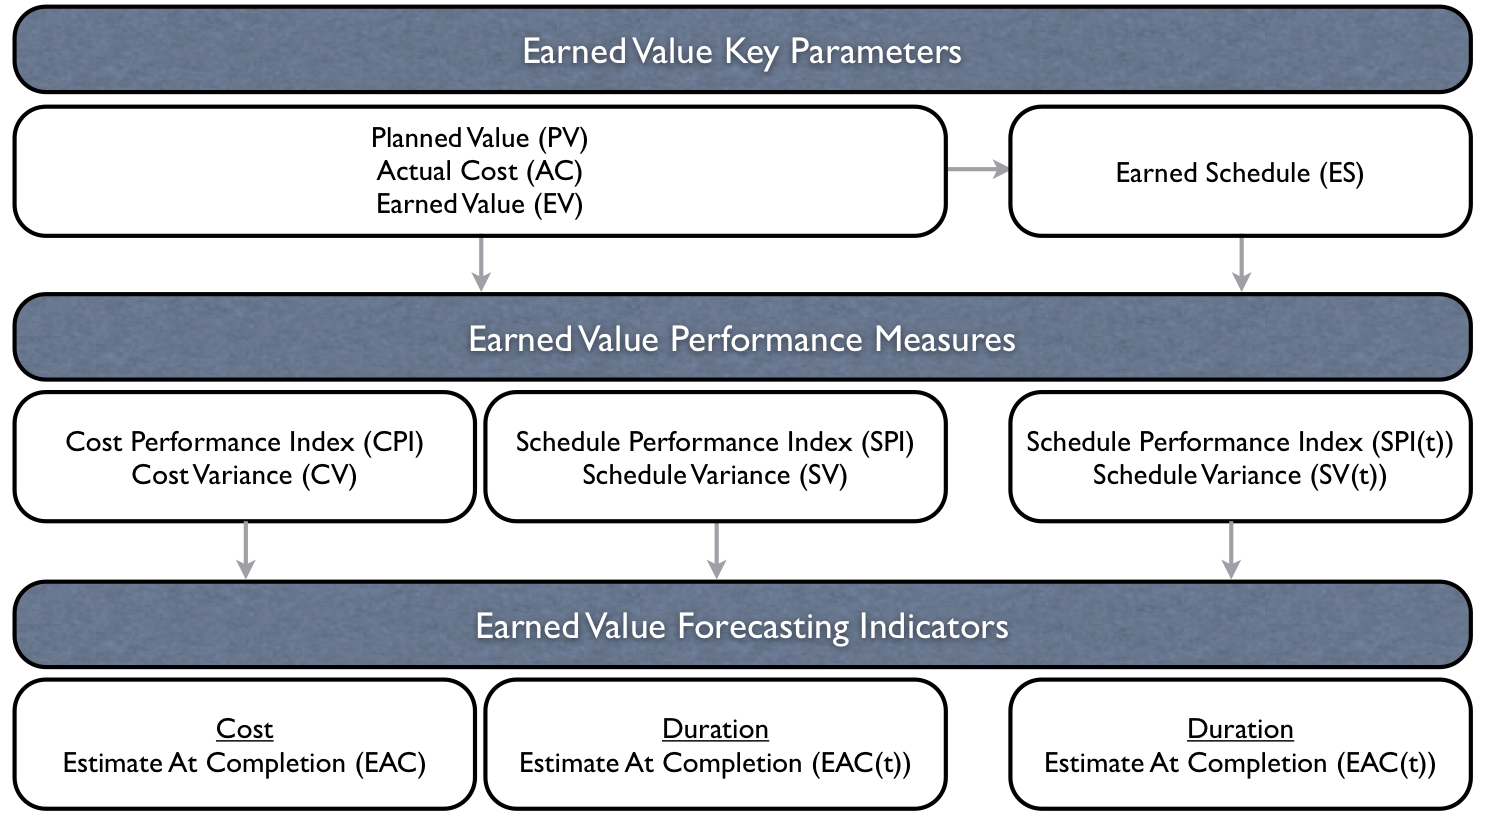 Earned Value Key Parameters
Planned Value (PV)
Actual Cost (AC)
Earned Value (EV)
Earned Schedule (ES)
Earned Value Performance Measures
Cost Performance Index (CPI)
Cost Variance (CV)
Schedule Performance Index (SPI)
Schedule Variance (SV)
Schedule Performance Index (SPI(t))
Schedule Variance (SV(t))
Earned Value Forecasting Indicators
Cost
Estimate At Completion (EAC)
Duration
Estimate At Completion (EAC(t))
Duration
Estimate At Completion (EAC(t))